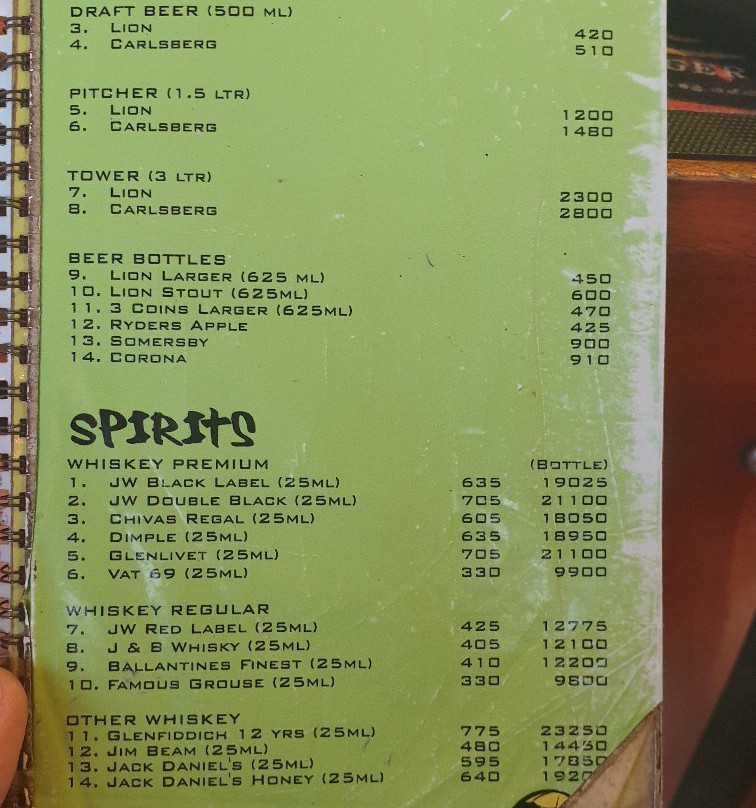 DRAFT BEER (500 ML)
3. LION 420
4. CARLSBERG 510
PITCHER (1.5 LTR)
5. LION 1200
6. CARLSBERG 1480
TOWER (3 LTR)
7. LION 2300
8. CARLSBERG 2800
BEER BOTTLES
9. LION LARGER (625 ML) 450
10. LION STOUT (625ML) 600
11. 3 COINS LARGER (625ML) 470
12. RYDERS APPLE 425
13. SOMERSBY 900
14. CORONA 910
SPIRITS
WHISKEY PREMIUM (BOTTLE)
1. JW BLACK LABEL (25ML) 635 19025
2. JW DOUBLE BLACK (25ML) 705 21100
3. CHIVAS REGAL (25ML) 605 18050
4. DIMPLE (25ML) 635 18950
5. GLENLIVET (25ML) 705 21100
6. VAT 69 (25ML) 330 9900
WHISKEY REGULAR
7. JW RED LABEL (25ML) 425 12775
8. J & B WHISKY (25ML) 405 12100
9. BALLANTINES FINEST (25ML) 410 12200
10. FAMOUS GROUSE (25ML) 330 9800
OTHER WHISKEY
11. GLENFIDDICH 12 YRS (25ML) 775 23250
12. JIM BEAM (25ML) 480 14450
13. JACK DANIEL'S (25ML) 595 17850
14. JACK DANIEL'S HONEY (25ML) 640